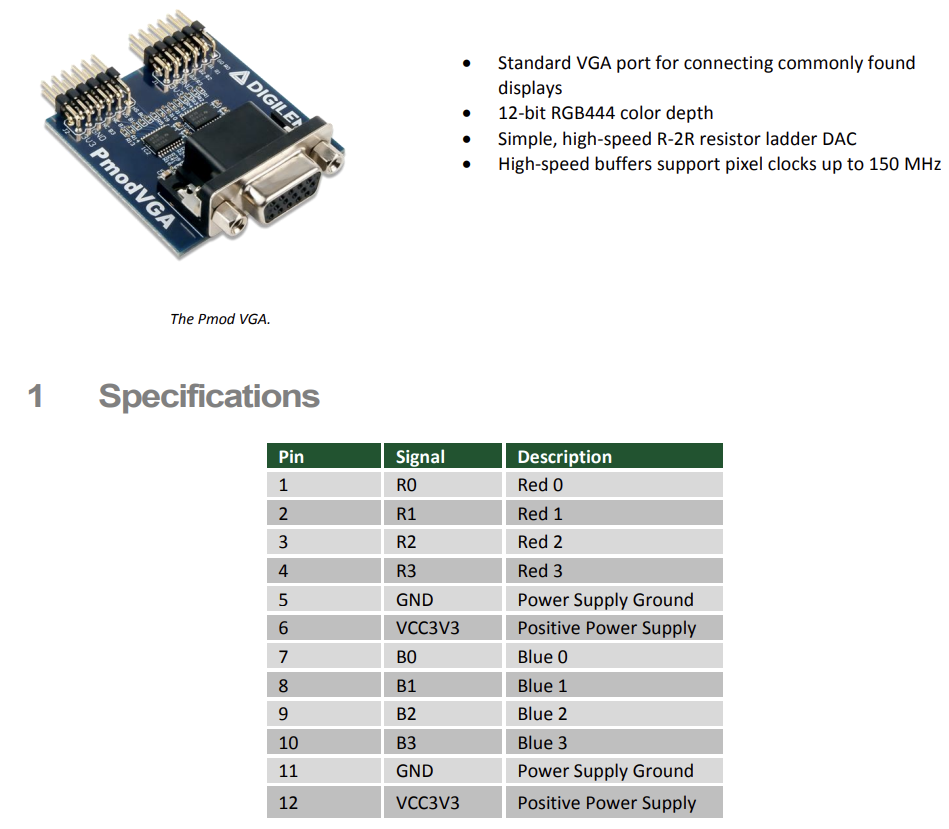 DIGILEN
PmodVGA
• Standard VGA port for connecting commonly found
displays
• 12-bit RGB444 color depth
• Simple, high-speed R-2R resistor ladder DAC
• High-speed buffers support pixel clocks up to 150 MHz
The Pmod VGA.
1 Specifications
Pin Signal Description
1 R0 Red 0
2 R1 Red 1
3 R2 Red 2
4 R3 Red 3
5 GND Power Supply Ground
6 VCC3V3 Positive Power Supply
7 B0 Blue 0
8 B1 Blue 1
9 B2 Blue 2
10 B3 Blue 3
11 GND Power Supply Ground
12 VCC3V3 Positive Power Supply